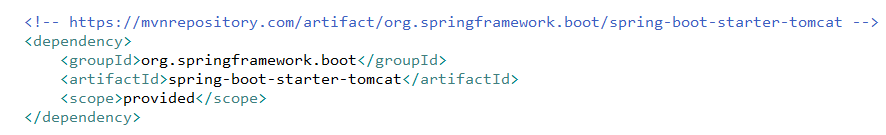 <!-- https://mvnrepository.com/artifact/org.springframework.boot/spring-boot-starter-tomcat -->
<dependency>
    <groupId>org.springframework.boot</groupId>
    <artifactId>spring-boot-starter-tomcat</artifactId>
    <scope>provided</scope>
</dependency>